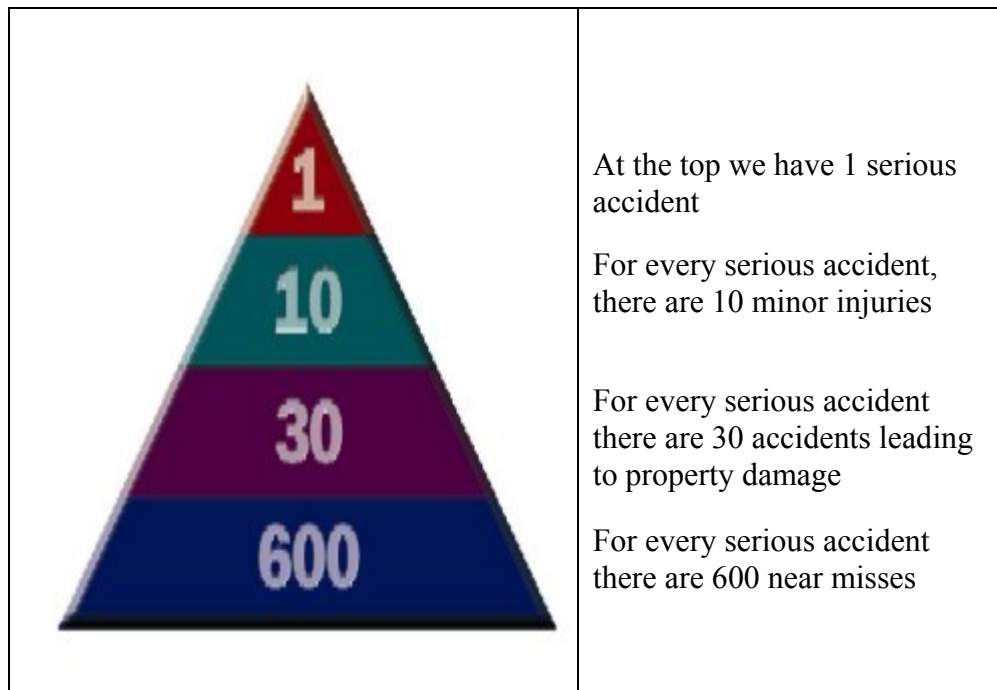 1
10
30
600
At the top we have 1 serious
accident
For every serious accident,
there are 10 minor injuries
For every serious accident
there are 30 accidents leading
to property damage
For every serious accident
there are 600 near misses